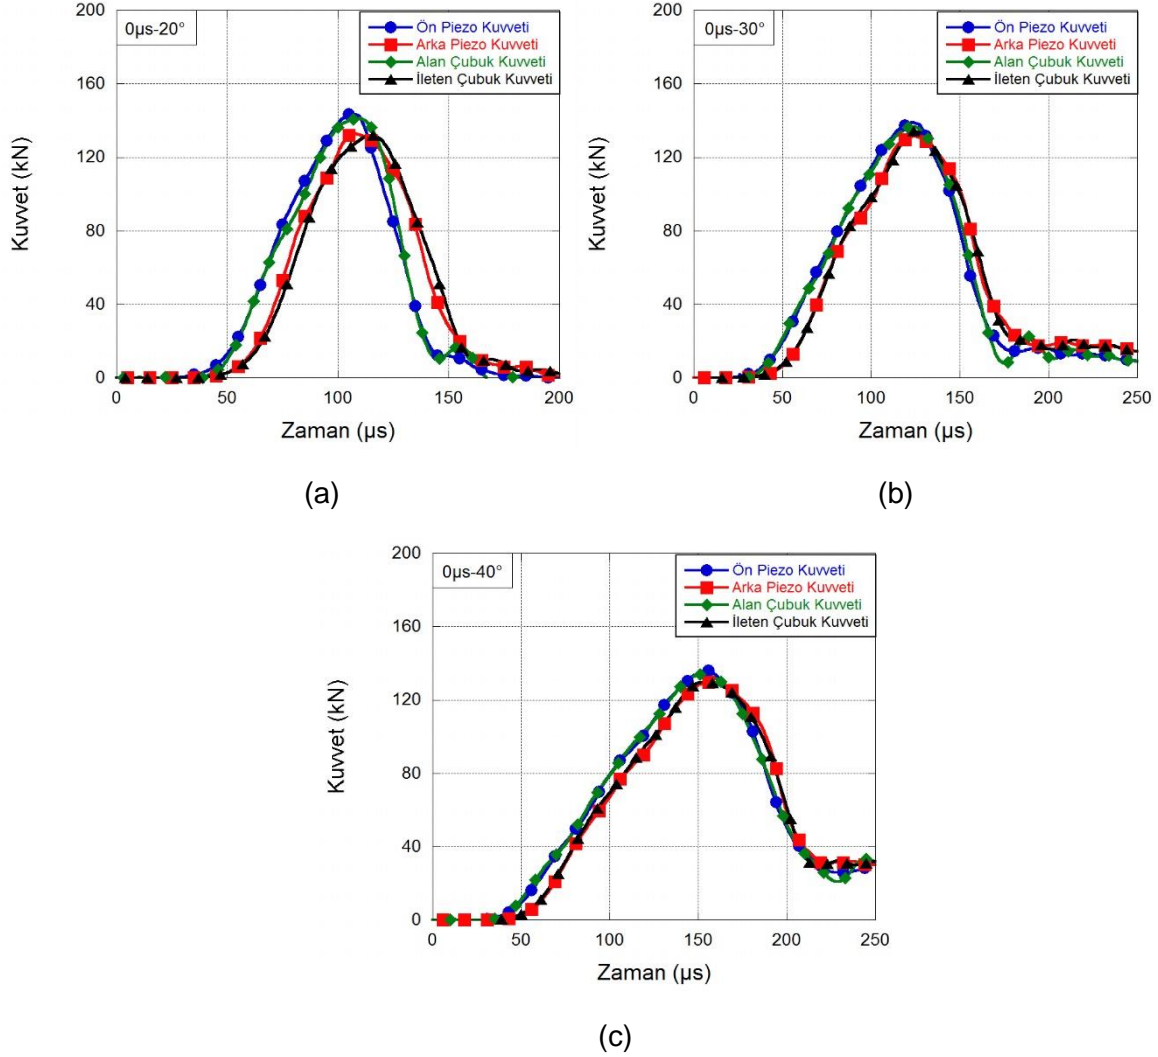 0µs-20°
Ön Piezo Kuvveti
Arka Piezo Kuvveti
Alan Çubuk Kuvveti
İleten Çubuk Kuvveti
200
160
120
80
40
0
Kuvvet (kN)
0 50 100 150 200
Zaman (µs)
(a)
0µs-30°
Ön Piezo Kuvveti
Arka Piezo Kuvveti
Alan Çubuk Kuvveti
İleten Çubuk Kuvveti
200
160
120
80
40
0
Kuvvet (kN)
0 50 100 150 200 250
Zaman (µs)
(b)
0µs-40°
Ön Piezo Kuvveti
Arka Piezo Kuvveti
Alan Çubuk Kuvveti
İleten Çubuk Kuvveti
200
160
120
80
40
0
Kuvvet (kN)
0 50 100 150 200 250
Zaman (µs)
(c)